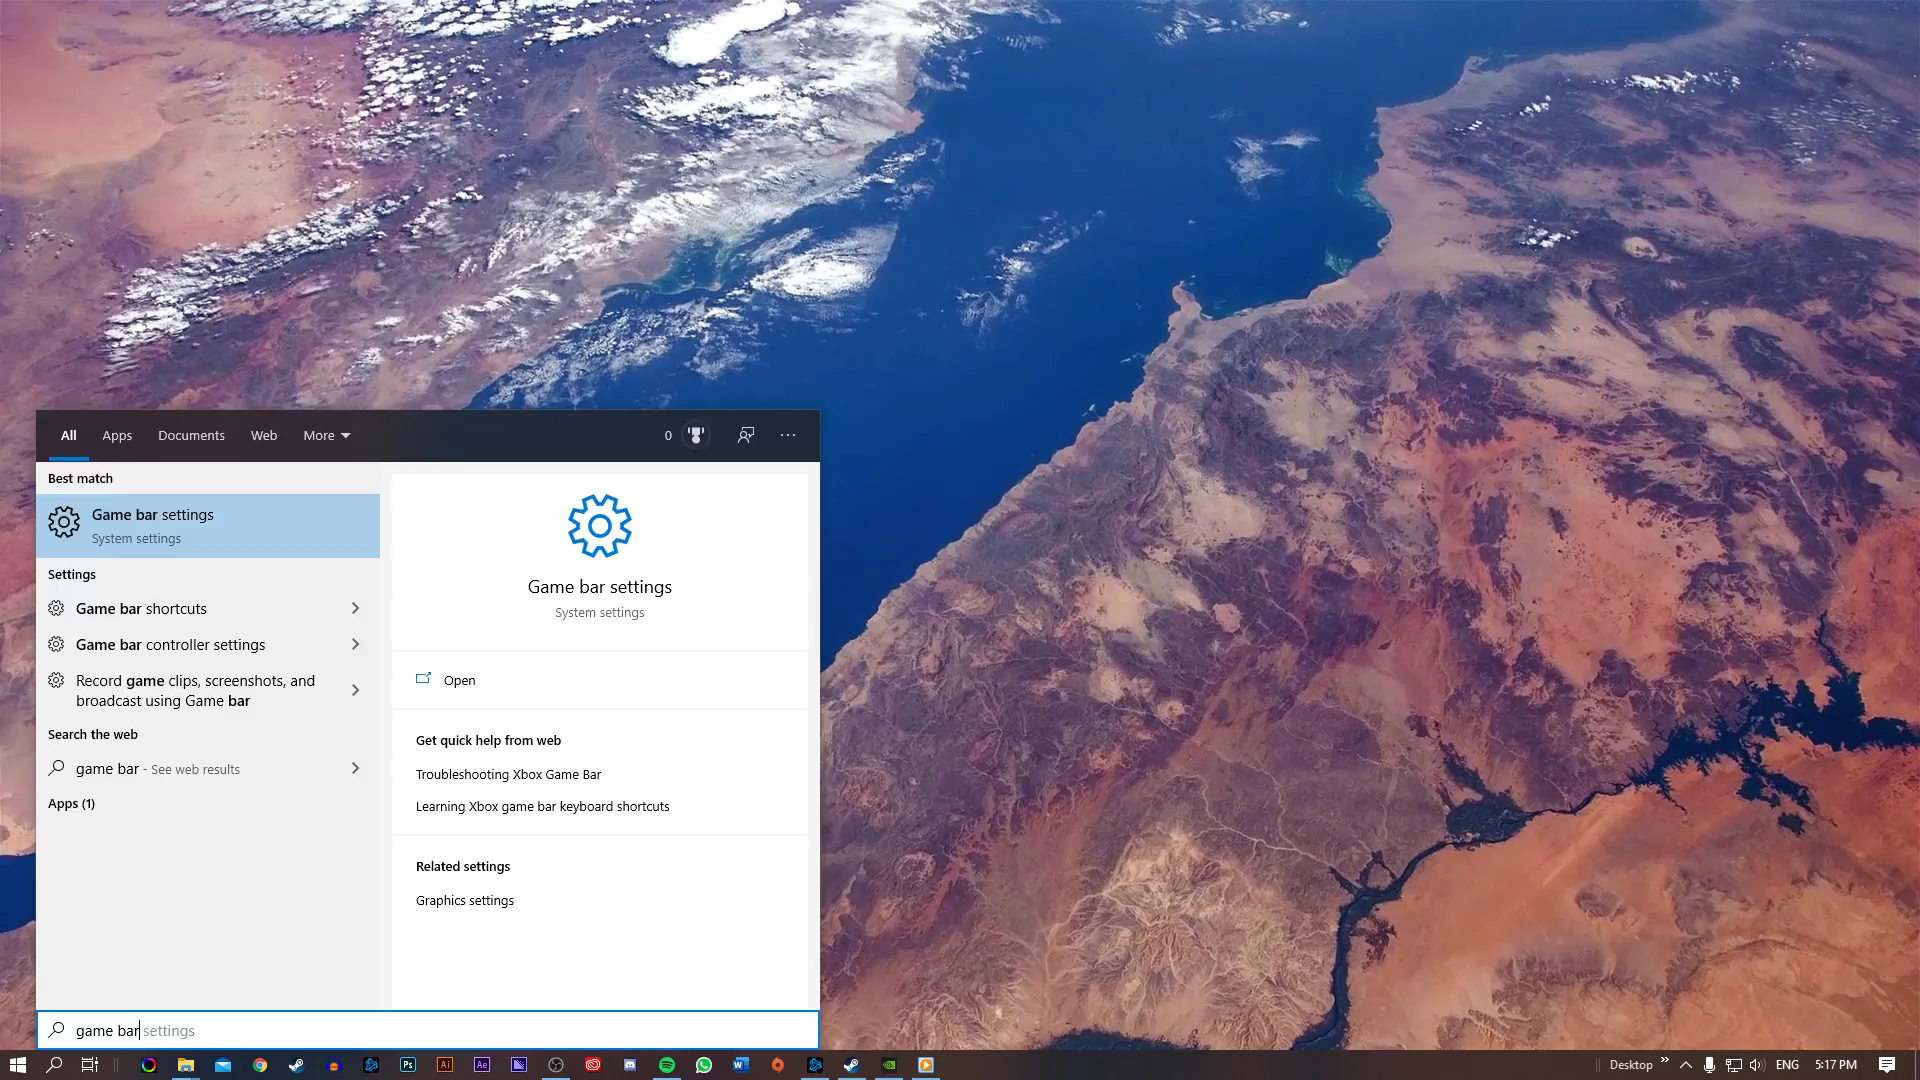 All
Apps
Documents
Web
More
0
Best match
Game bar settings
System settings
Settings
Game bar shortcuts
Game bar controller settings
Record game clips, screenshots, and
broadcast using Game bar
Search the web
game bar - See web results
Apps (1)
Game bar settings
System settings
Open
Get quick help from web
Troubleshooting Xbox Game Bar
Learning Xbox game bar keyboard shortcuts
Related settings
Graphics settings
game bar settings
Ps
Ai
Ae
W
Desktop
ENG
5:17 PM